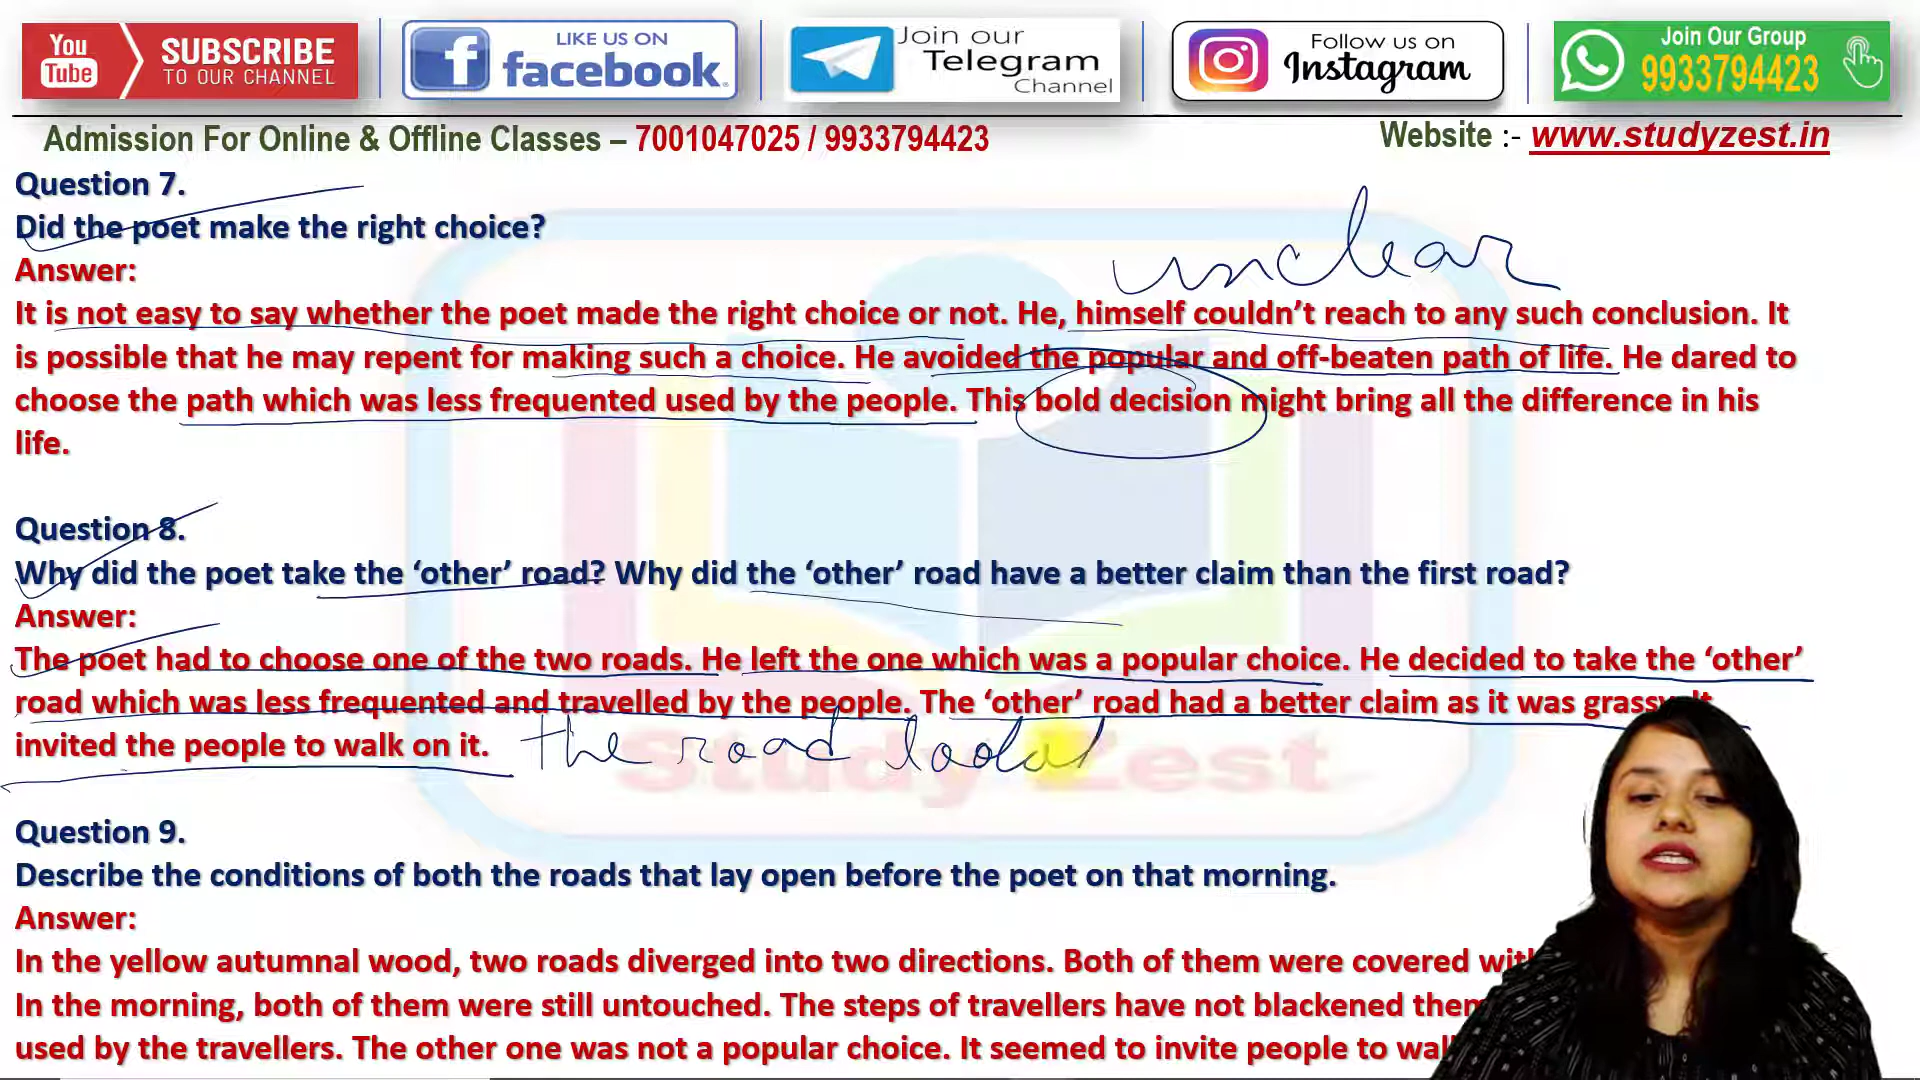 You Tube SUBSCRIBE TO OUR CHANNEL
LIKE US ON facebook.
Join our Telegram Channel
Follow us on Instagram
Join Our Group 9933794423
Admission For Online & Offline Classes – 7001047025 / 9933794423 Website :- www.studyzest.in
Question 7.
Did the poet make the right choice?
unclear
Answer:
It is not easy to say whether the poet made the right choice or not. He, himself couldn’t reach to any such conclusion. It
is possible that he may repent for making such a choice. He avoided the popular and off-beaten path of life. He dared to
choose the path which was less frequented used by the people. This bold decision might bring all the difference in his
life.
Question 8.
Why did the poet take the ‘other’ road? Why did the ‘other’ road have a better claim than the first road?
Answer:
The poet had to choose one of the two roads. He left the one which was a popular choice. He decided to take the ‘other’
road which was less frequented and travelled by the people. The ‘other’ road had a better claim as it was grassy. It
invited the people to walk on it. the road
Study Zest
Question 9.
Describe the conditions of both the roads that lay open before the poet on that morning.
Answer:
In the yellow autumnal wood, two roads diverged into two directions. Both of them were covered
In the morning, both of them were still untouched. The steps of travellers have not blackened
used by the travellers. The other one was not a popular choice. It seemed to invite people to